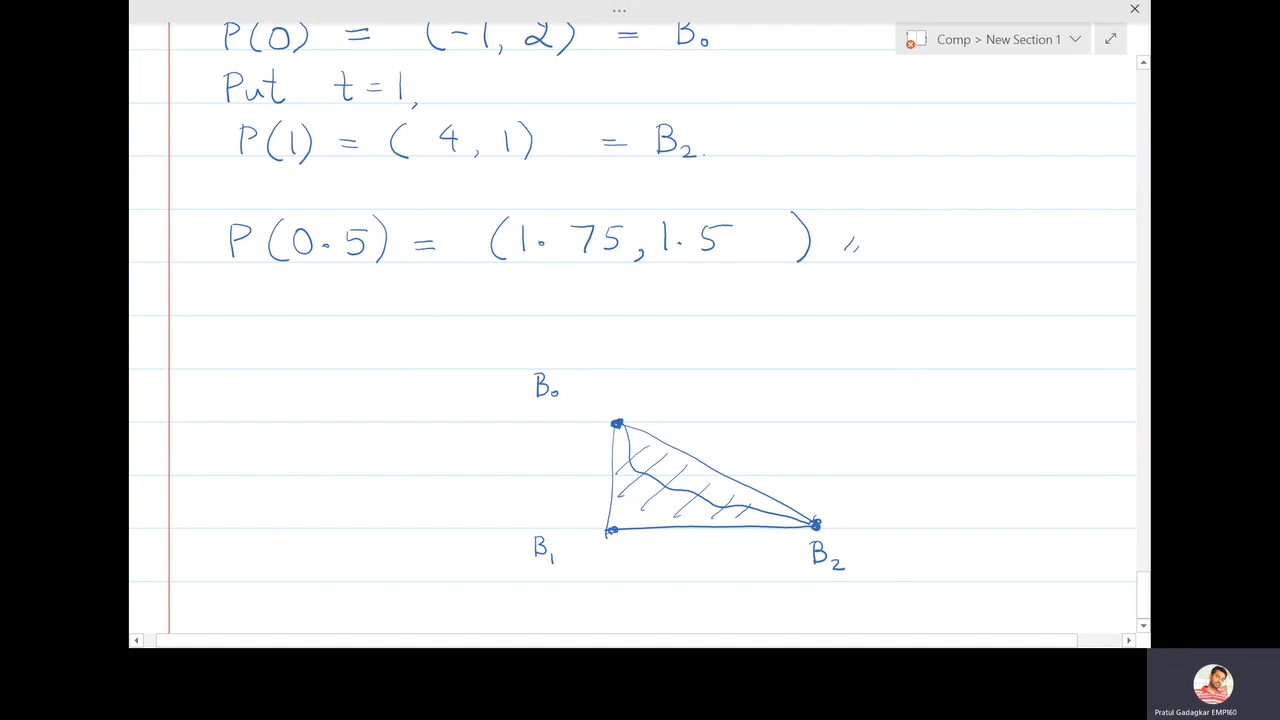 ...
Comp > New Section 1
P(0) = (-1, 2) = B₀
Put t = 1,
P(1) = ( 4, 1) = B₂.
P(0.5) = (1.75, 1.5 ) //
B₀
B₁
B₂
Pratul Gadagkar EMP160